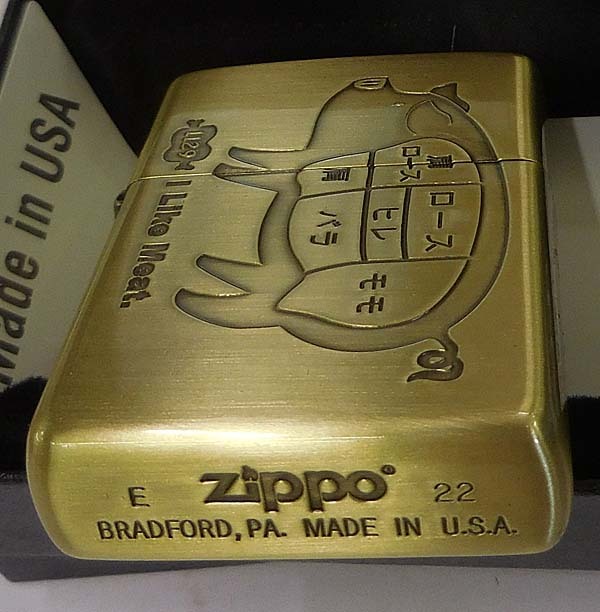 Made in USA
肩
ロース
ロース
肩
バラ
ヒレ
モモ
1129
I Like Meat.
E zippo® 22
BRADFORD, PA. MADE IN U.S.A.